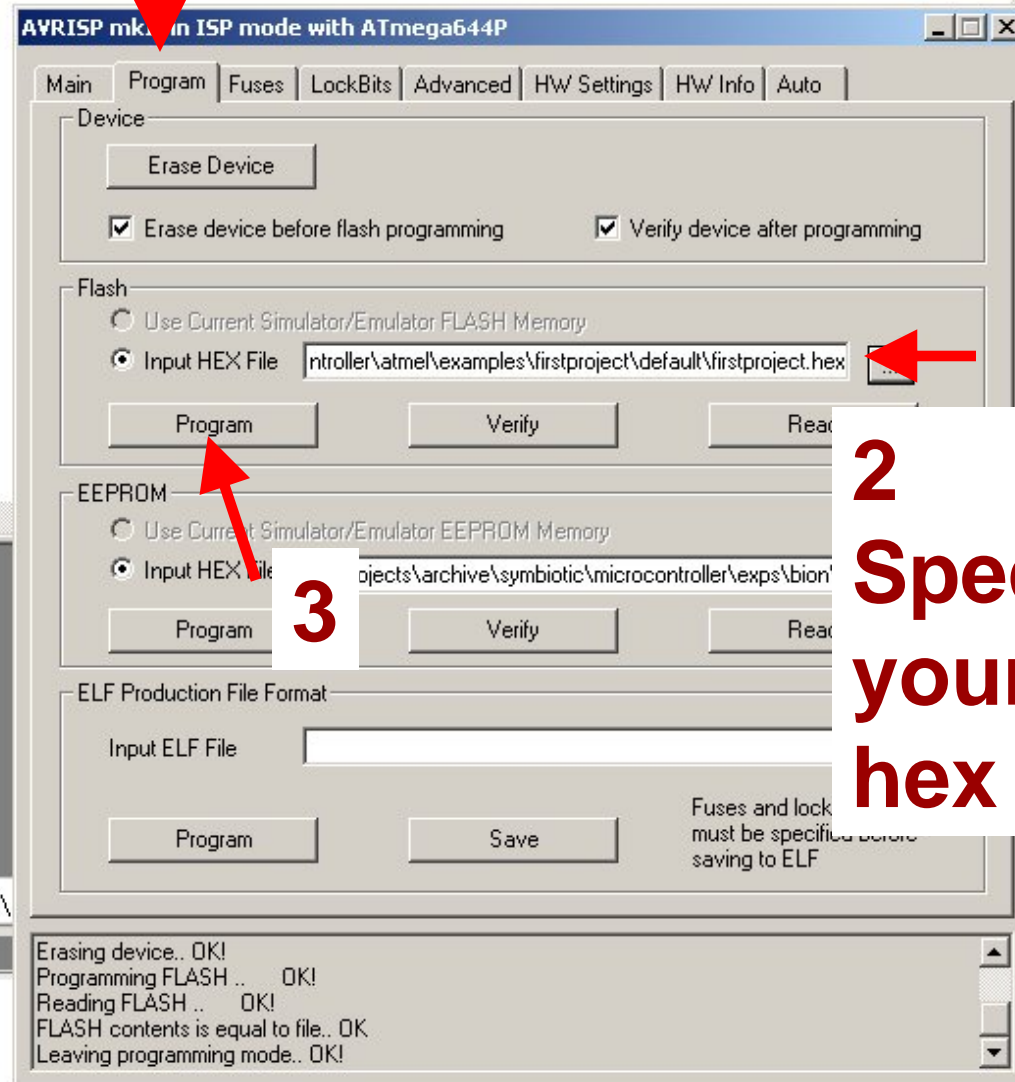 AVRISP in ISP mode with ATmega644P
Main Program Fuses LockBits Advanced HW Settings HW Info Auto
Device
Erase Device
Erase device before flash programming Verify device after programming
Flash
Use Current Simulator/Emulator FLASH Memory
Input HEX File ntroller\atmel\examples\firstproject\default\firstproject.hex ...
Program Verify
2
Spe
your
hex
EEPROM
Use Current Simulator/Emulator EEPROM Memory
Input HEX ojects\archive\symbiotic\microcontroller\exps\bion
3
Program Verify
ELF Production File Format
Input ELF File
Fuses and lock
Program Save must be specified before
saving to ELF
Erasing device.. OK!
Programming FLASH .. OK!
Reading FLASH .. OK!
FLASH contents is equal to file.. OK
Leaving programming mode.. OK!